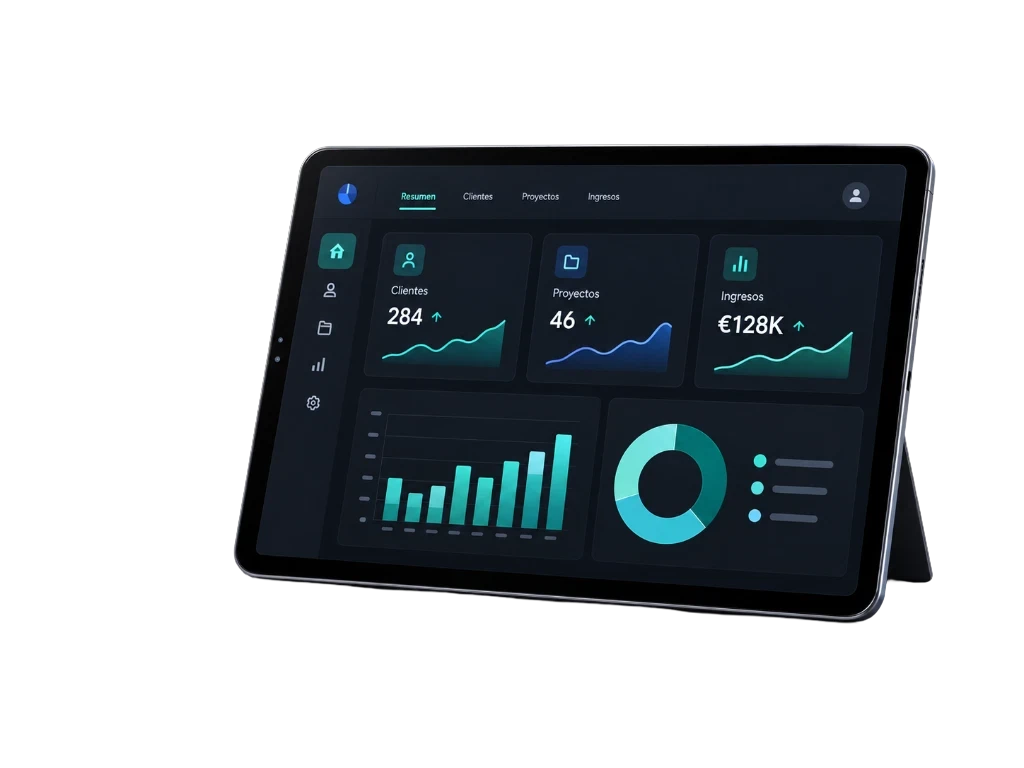 Resumen Clientes Proyectos Ingresos
Clientes
284
Proyectos
46
Ingresos
€128K